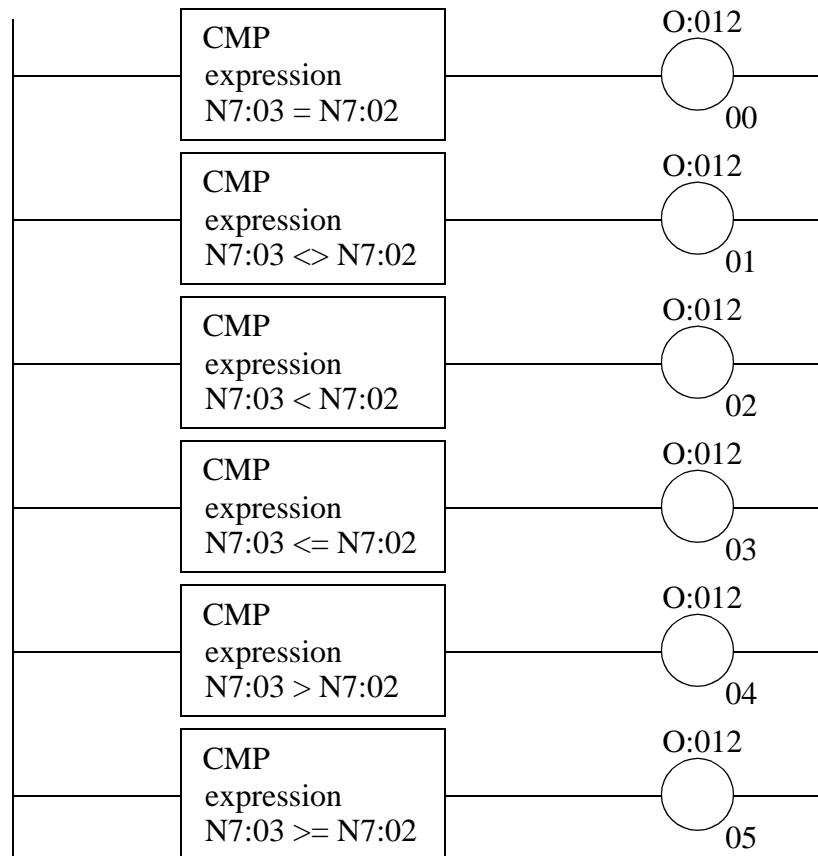 CMP
expression
N7:03 = N7:02
O:012
00
CMP
expression
N7:03 <> N7:02
O:012
01
CMP
expression
N7:03 < N7:02
O:012
02
CMP
expression
N7:03 <= N7:02
O:012
03
CMP
expression
N7:03 > N7:02
O:012
04
CMP
expression
N7:03 >= N7:02
O:012
05